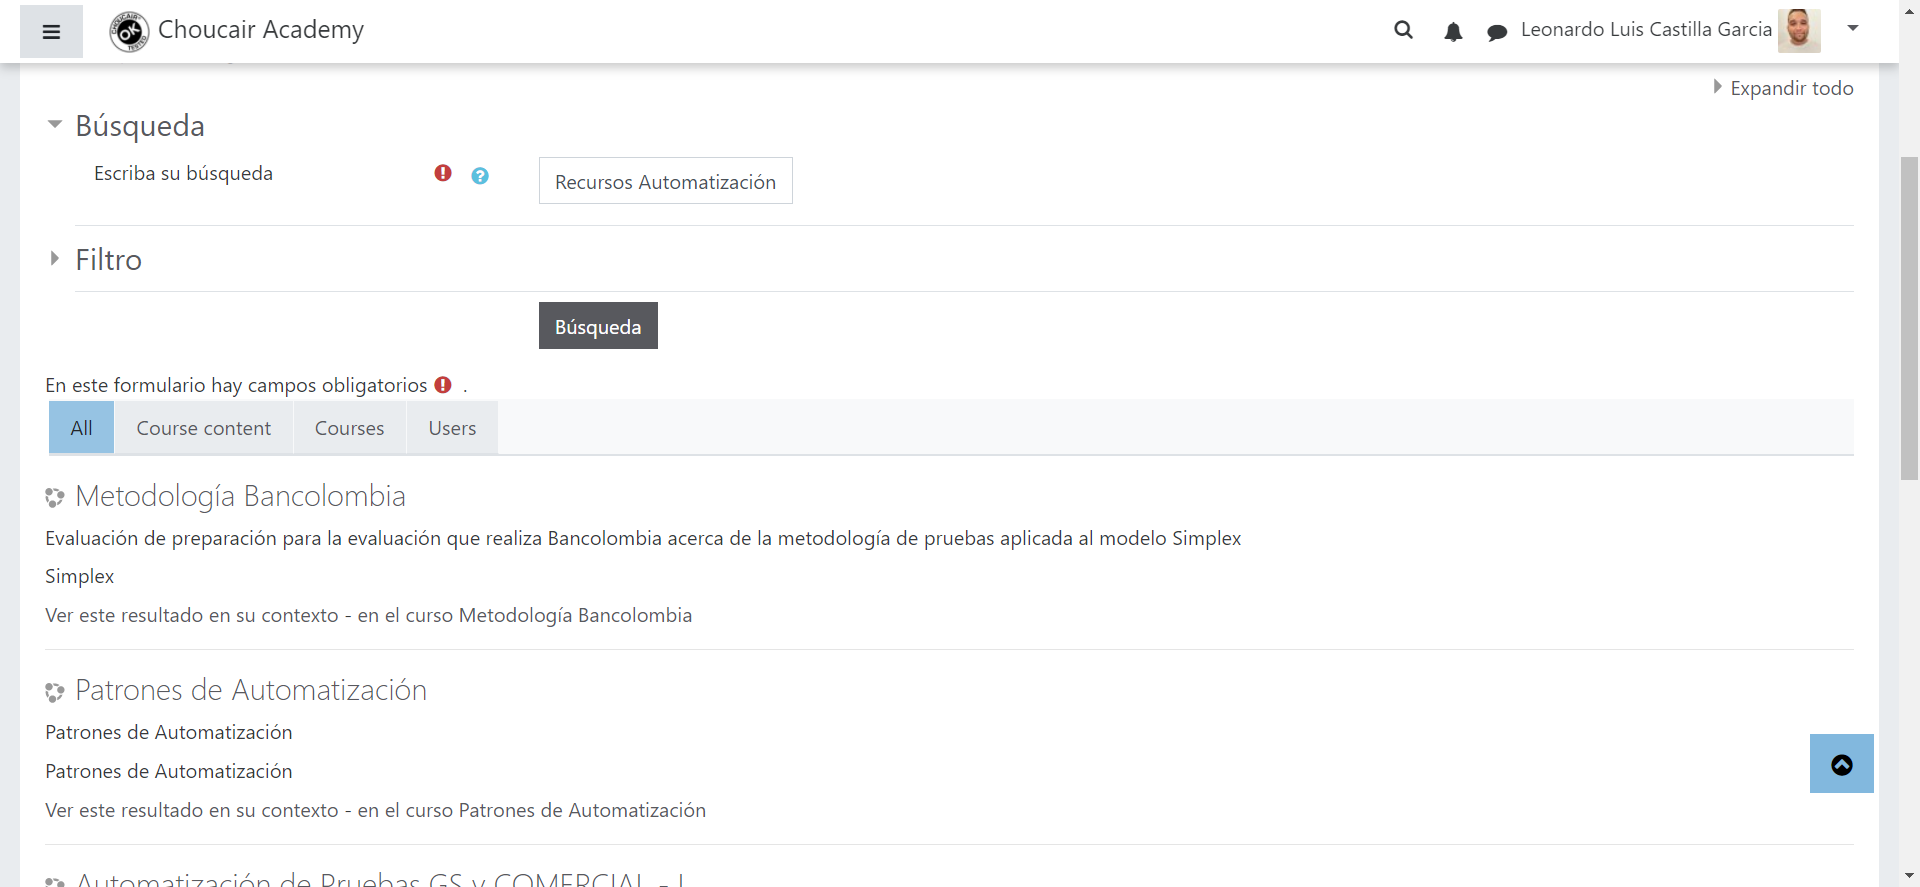 Choucair Academy
Leonardo Luis Castilla Garcia
Expandir todo
Búsqueda
Escriba su búsqueda
Recursos Automatización
Filtro
Búsqueda
En este formulario hay campos obligatorios .
All Course content Courses Users
Metodología Bancolombia
Evaluación de preparación para la evaluación que realiza Bancolombia acerca de la metodología de pruebas aplicada al modelo Simplex
Simplex
Ver este resultado en su contexto - en el curso Metodología Bancolombia
Patrones de Automatización
Patrones de Automatización
Patrones de Automatización
Ver este resultado en su contexto - en el curso Patrones de Automatización
Automatización de Pruebas GS y COMERCIAL -